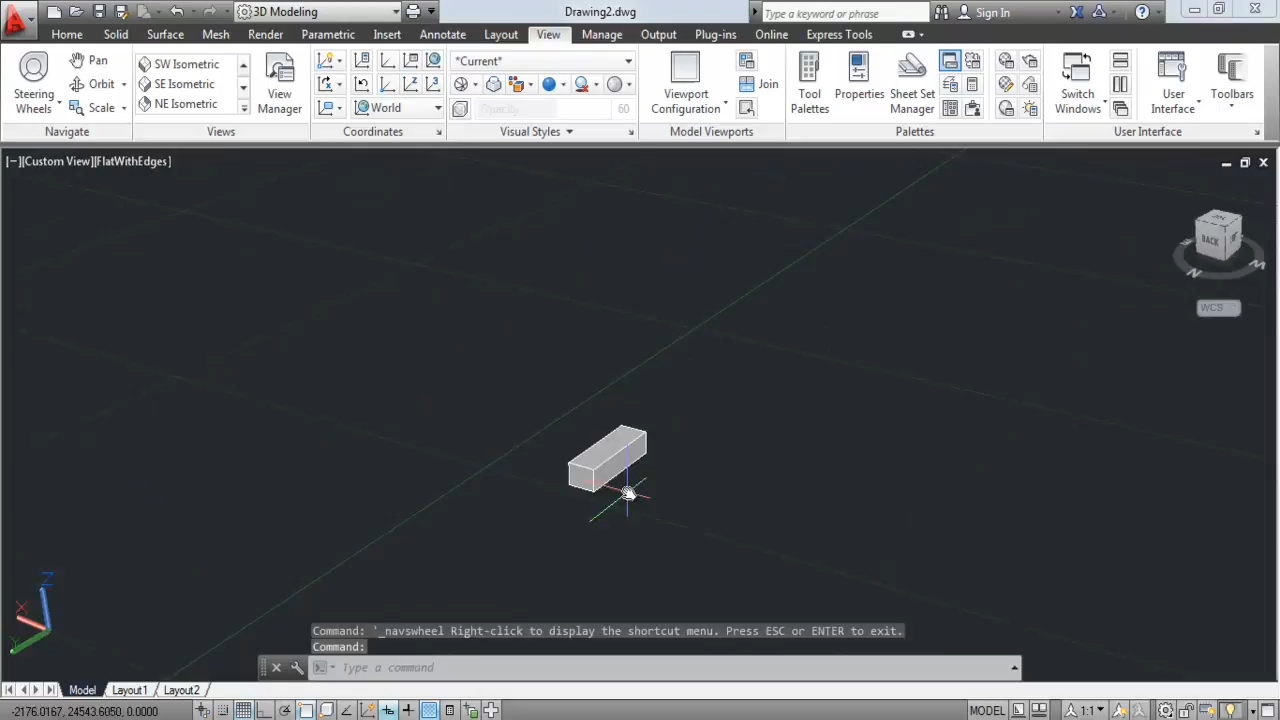 3D Modeling
Drawing2.dwg
Type a keyword or phrase
Sign In
Home Solid Surface Mesh Render Parametric Insert Annotate Layout View Manage Output Plug-ins Online Express Tools
Steering Wheels
Pan
Orbit
Scale
Navigate
SW Isometric
SE Isometric
NE Isometric
View Manager
Views
World
Coordinates
*Current*
Opacity 60
Visual Styles
Viewport Configuration
Join
Model Viewports
Tool Palettes
Properties
Sheet Set Manager
Palettes
Switch Windows
User Interface
Toolbars
User Interface
[−][Custom View][FlatWithEdges]
BACK
N
WCS
Z
X
Y
Command: '_navswheel Right-click to display the shortcut menu. Press ESC or ENTER to exit.
Command:
Type a command
Model Layout1 Layout2
-2176.0167, 24543.6050, 0.0000
MODEL
1:1